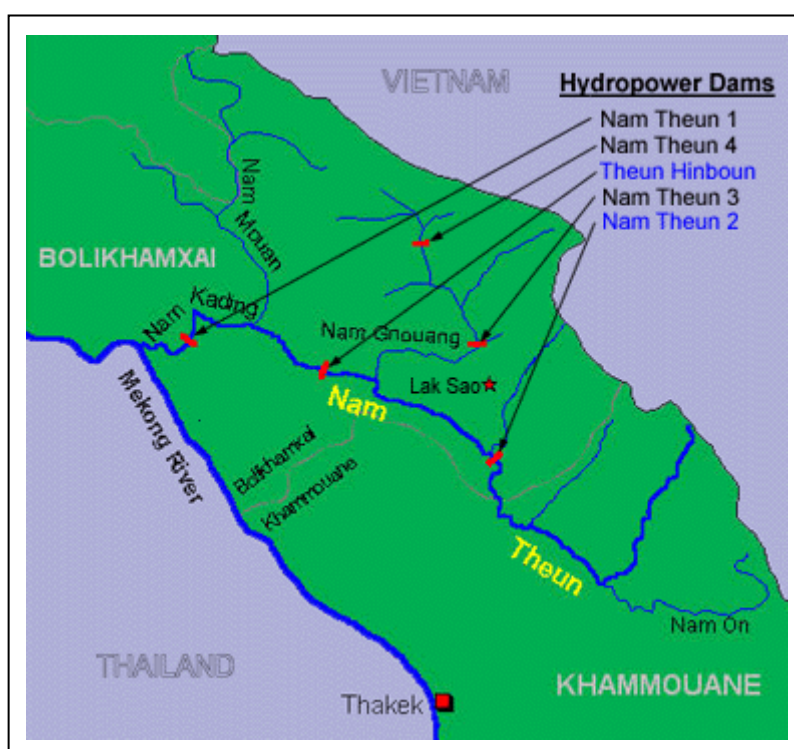 VIETNAM
Hydropower Dams
Nam Theun 1
Nam Theun 4
Theun Hinboun
Nam Theun 3
Nam Theun 2
Nam Mouan
BOLIKHAMXAI
Nam Kading
Nam Gnouang
Lak Sao
Nam
Mekong River
Bolikhamxai
Khammouane
Theun
Nam On
THAILAND
KHAMMOUANE
Thakek